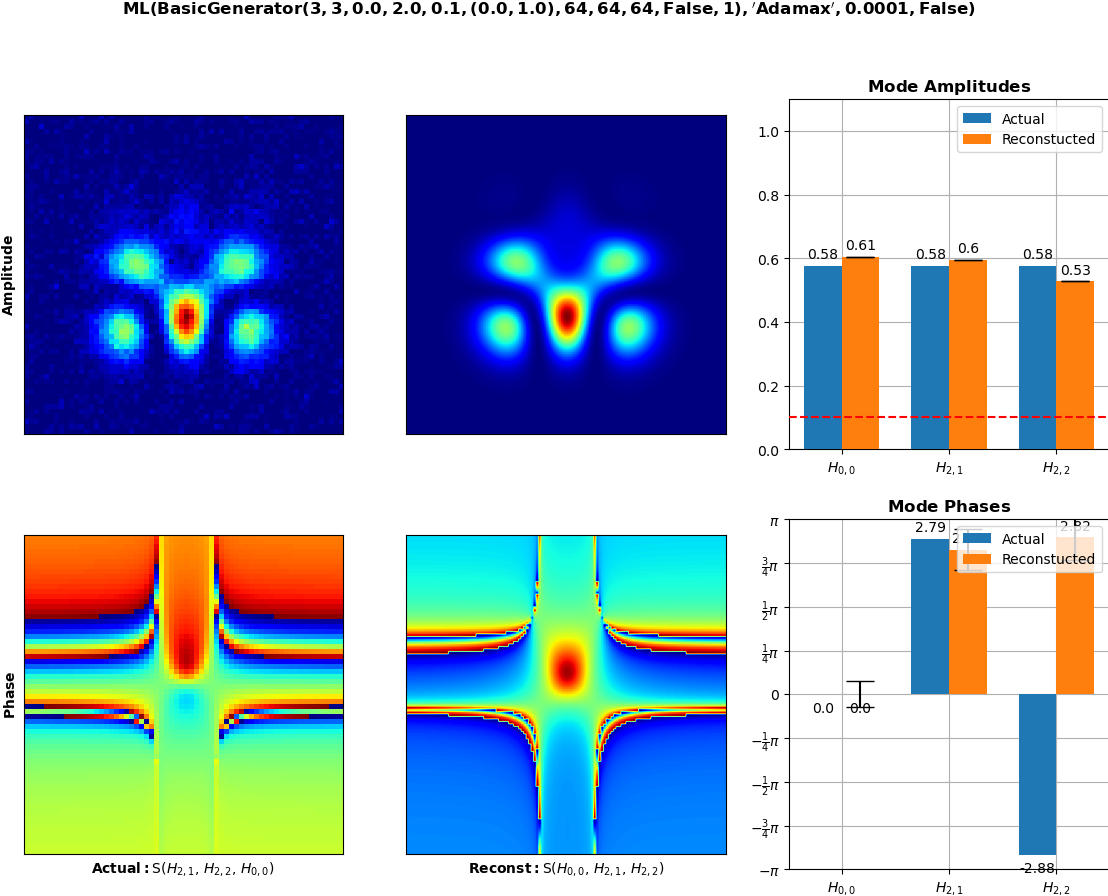 ML(BasicGenerator(3, 3, 0.0, 2.0, 0.1, (0.0, 1.0), 64, 64, 64, False, 1), ′Adamax′, 0.0001, False)
Mode Amplitudes
Amplitude
Actual
Reconstucted
1.0
0.8
0.6
0.4
0.2
0.0
0.58
0.61
0.58
0.6
0.58
0.53
H0,0
H2,1
H2,2
Mode Phases
Phase
Actual
Reconstucted
π
3/4π
1/2π
1/4π
0
−1/4π
−1/2π
−3/4π
−π
0.0
0.0
2.79
-2.88
H0,0
H2,1
H2,2
Actual: S(H2,1, H2,2, H0,0)
Reconst: S(H0,0, H2,1, H2,2)